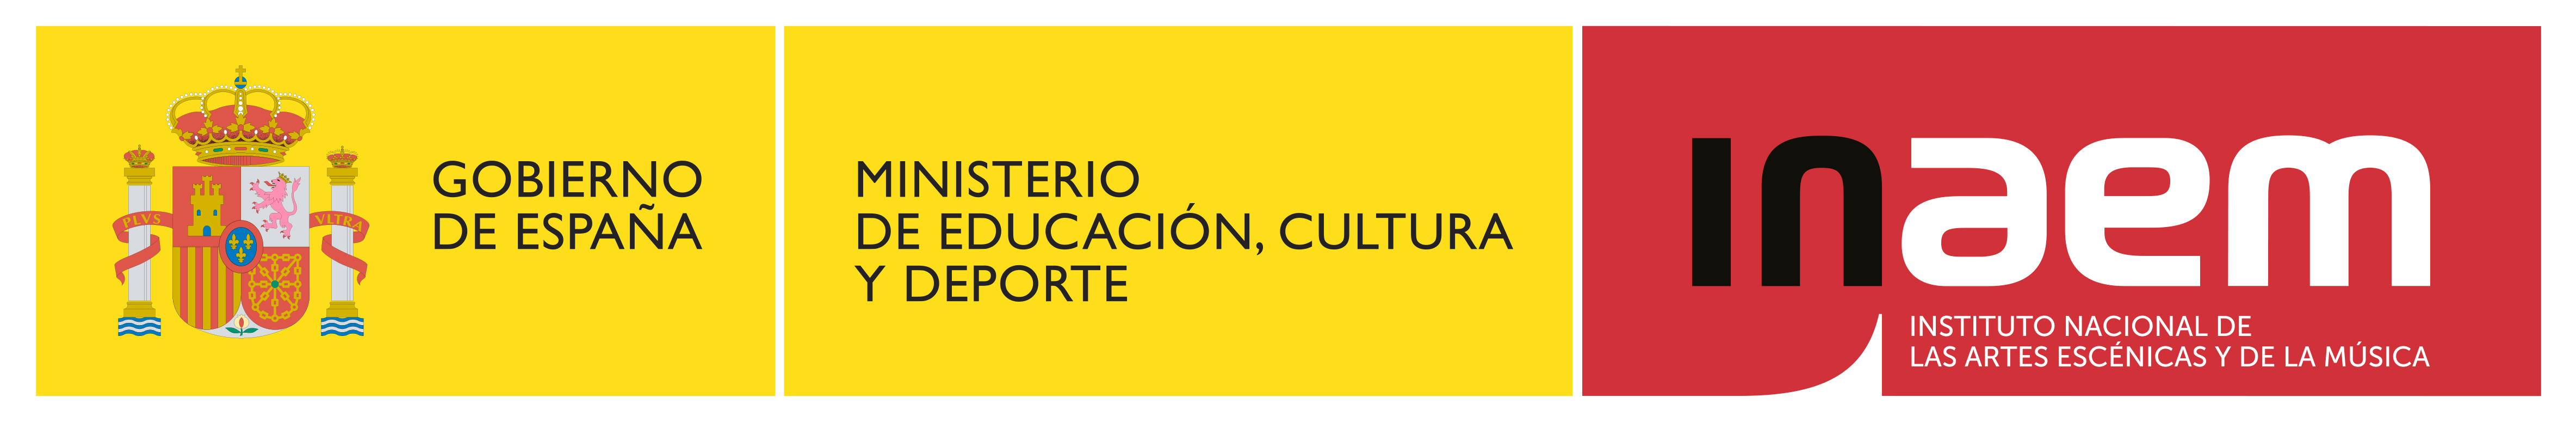 PLVS VLTRA
GOBIERNO
DE ESPAÑA
MINISTERIO
DE EDUCACIÓN, CULTURA
Y DEPORTE
inaem
INSTITUTO NACIONAL DE
LAS ARTES ESCÉNICAS Y DE LA MÚSICA